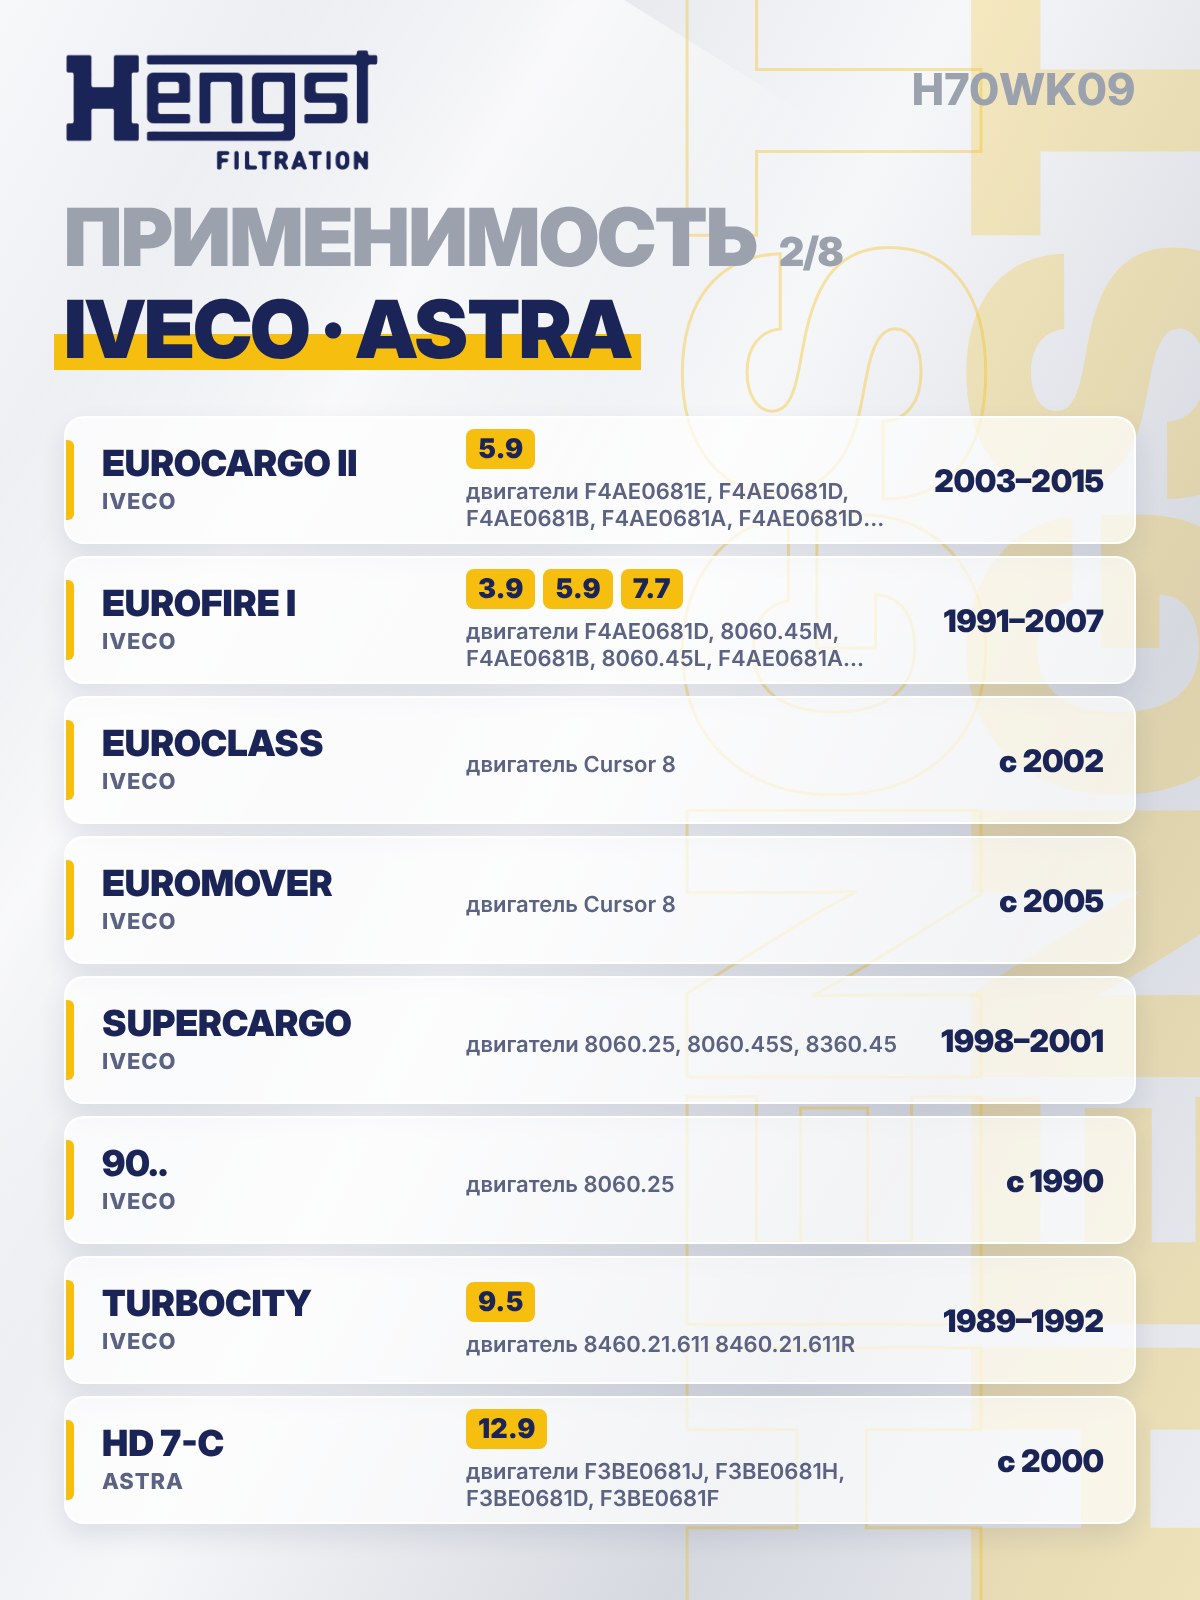 Hengst
FILTRATION
H70WK09
ПРИМЕНИМОСТЬ 2/8
IVECO · ASTRA
EUROCARGO II
IVECO
5.9
двигатели F4AE0681E, F4AE0681D,
F4AE0681B, F4AE0681A, F4AE0681D...
2003–2015
EUROFIRE I
IVECO
3.9 5.9 7.7
двигатели F4AE0681D, 8060.45M,
F4AE0681B, 8060.45L, F4AE0681A...
1991–2007
EUROCLASS
IVECO
двигатель Cursor 8
с 2002
EUROMOVER
IVECO
двигатель Cursor 8
с 2005
SUPERCARGO
IVECO
двигатели 8060.25, 8060.45S, 8360.45
1998–2001
90..
IVECO
двигатель 8060.25
с 1990
TURBOCITY
IVECO
9.5
двигатель 8460.21.611 8460.21.611R
1989–1992
HD 7-C
ASTRA
12.9
двигатели F3BE0681J, F3BE0681H,
F3BE0681D, F3BE0681F
с 2000
HENGST
HENGST